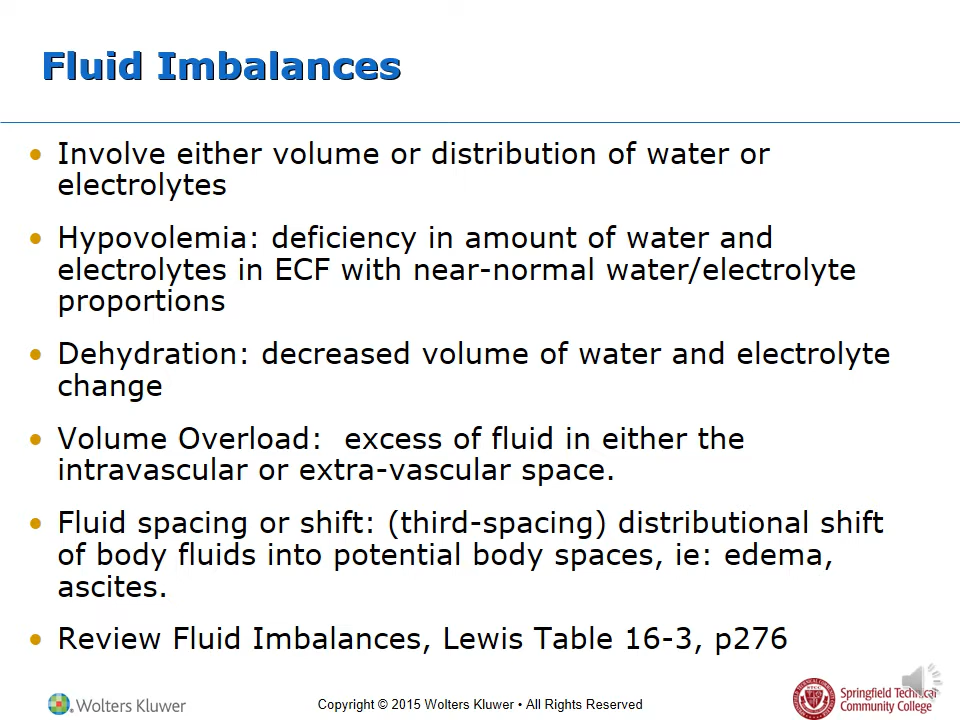 Fluid Imbalances
• Involve either volume or distribution of water or
electrolytes
• Hypovolemia: deficiency in amount of water and
electrolytes in ECF with near-normal water/electrolyte
proportions
• Dehydration: decreased volume of water and electrolyte
change
• Volume Overload:  excess of fluid in either the
intravascular or extra-vascular space.
• Fluid spacing or shift: (third-spacing) distributional shift
of body fluids into potential body spaces, ie: edema,
ascites.
• Review Fluid Imbalances, Lewis Table 16-3, p276
Wolters Kluwer
Copyright © 2015 Wolters Kluwer • All Rights Reserved
Springfield Technical
Community College